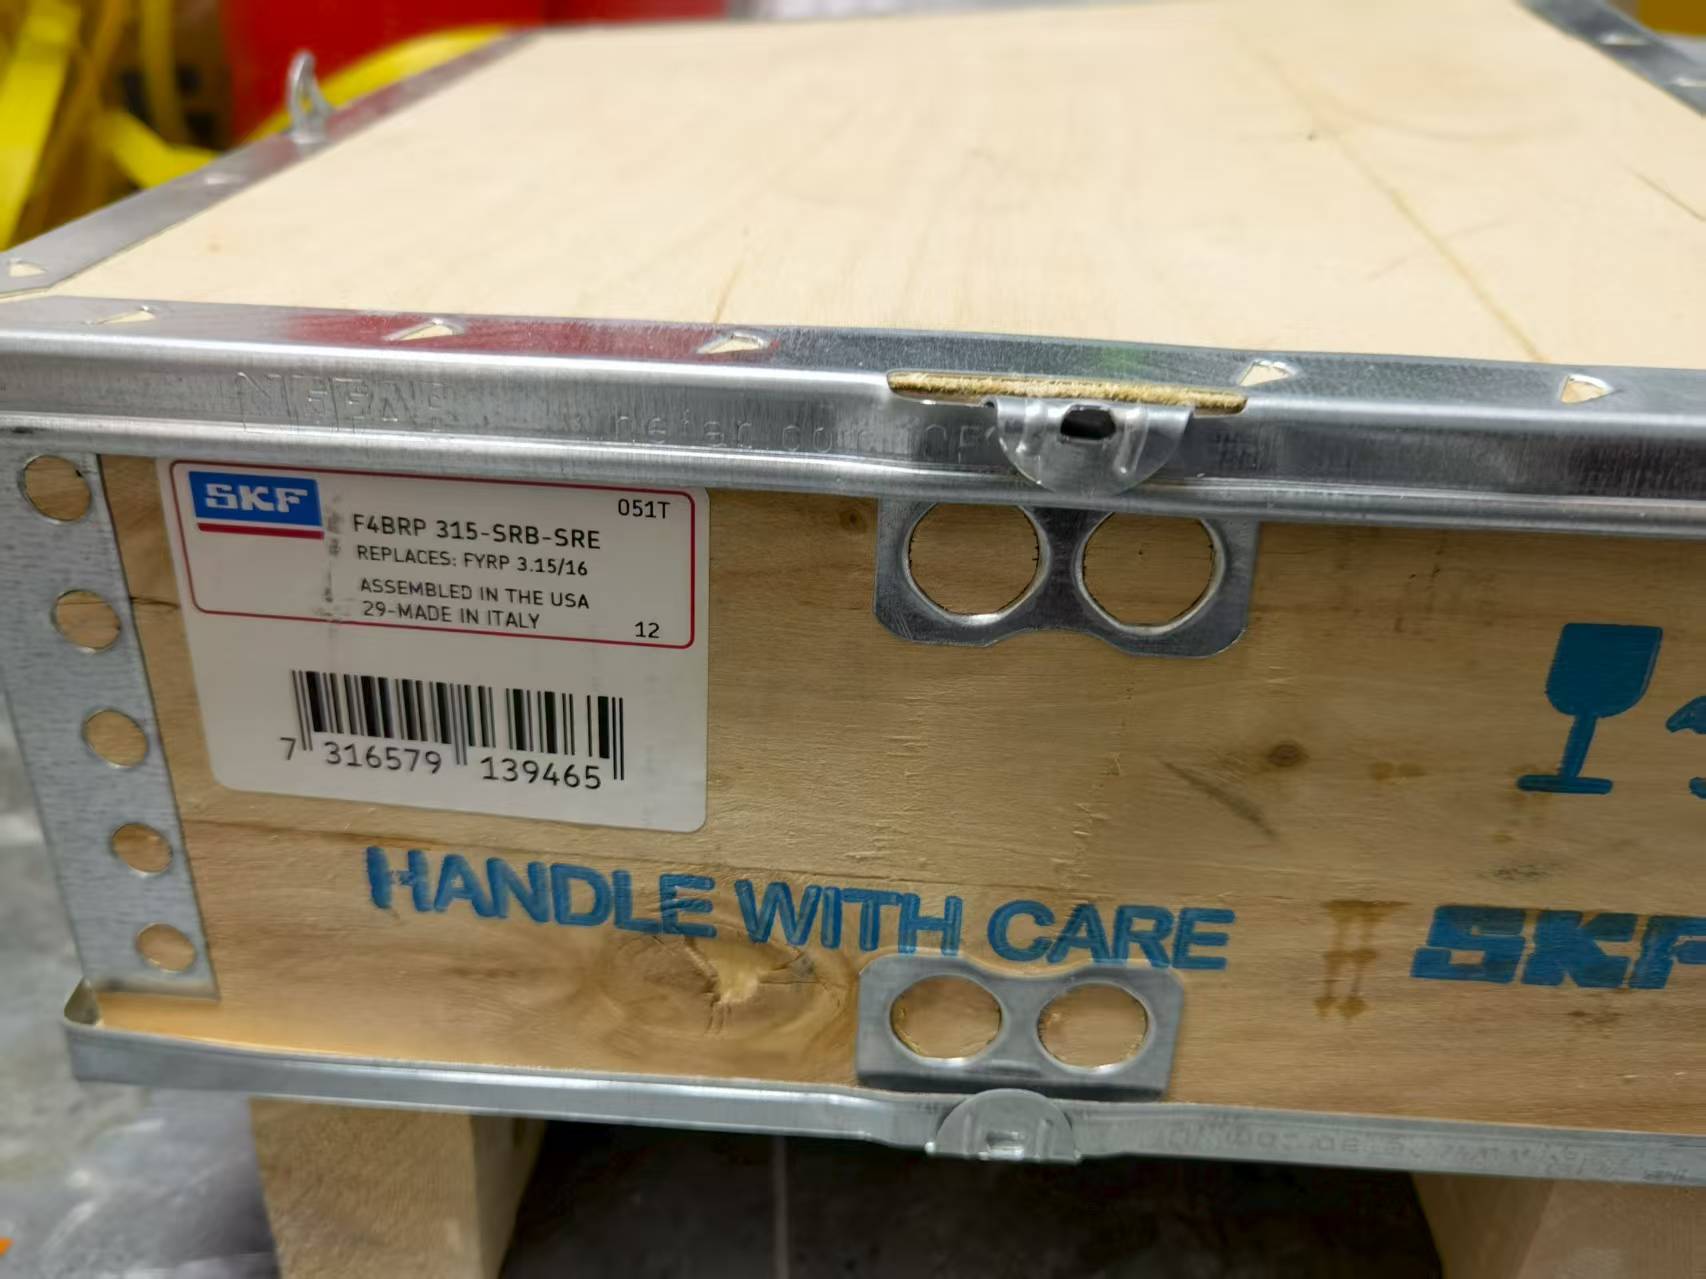 SKF
051T
F4BRP 315-SRB-SRE
REPLACES: FYRP 3.15/16
ASSEMBLED IN THE USA
29-MADE IN ITALY
12
7 316579 139465
HANDLE WITH CARE
SKF